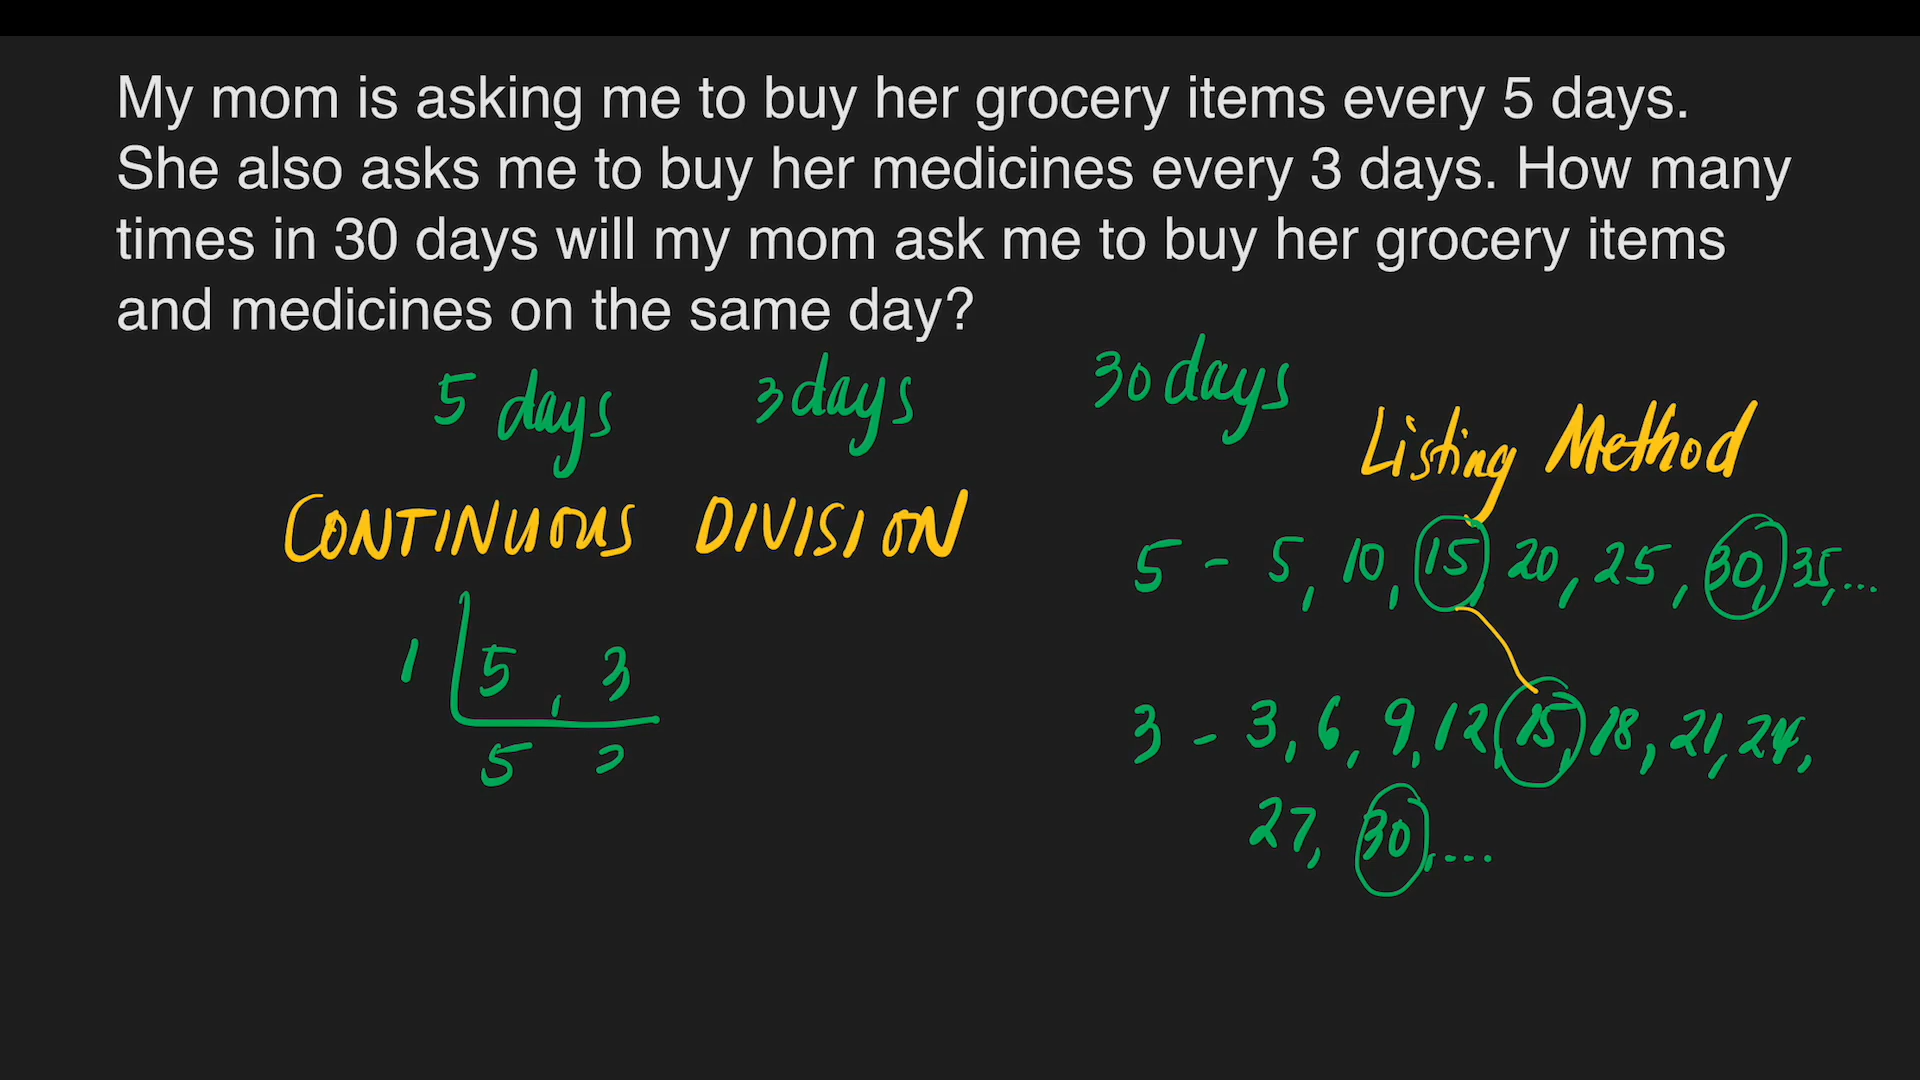 My mom is asking me to buy her grocery items every 5 days.
She also asks me to buy her medicines every 3 days. How many
times in 30 days will my mom ask me to buy her grocery items
and medicines on the same day?
5 days 3 days 30 days
Listing Method
CONTINUOUS DIVISION
5 - 5, 10, 15, 20, 25, 30, 35, ...
1 5 , 3
5
3 - 3, 6, 9, 12, 15, 18, 21, 24,
27, 30, ....